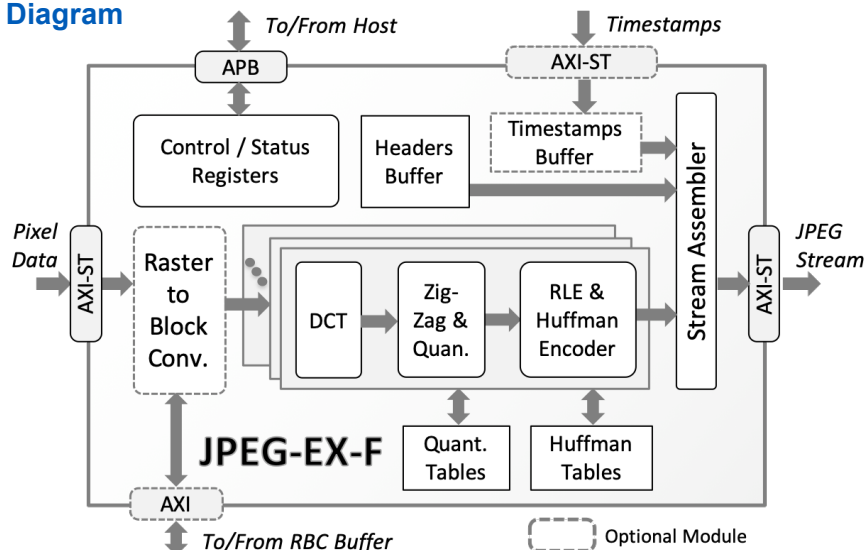 Diagram
To/From Host
Timestamps
APB
AXI-ST
Control / Status
Registers
Headers
Buffer
Timestamps
Buffer
Stream Assembler
Pixel
Data
AXI-ST
Raster
to
Block
Conv.
DCT
Zig-
Zag &
Quan.
RLE &
Huffman
Encoder
AXI-ST
JPEG
Stream
JPEG-EX-F
Quant.
Tables
Huffman
Tables
AXI
To/From RBC Buffer
Optional Module